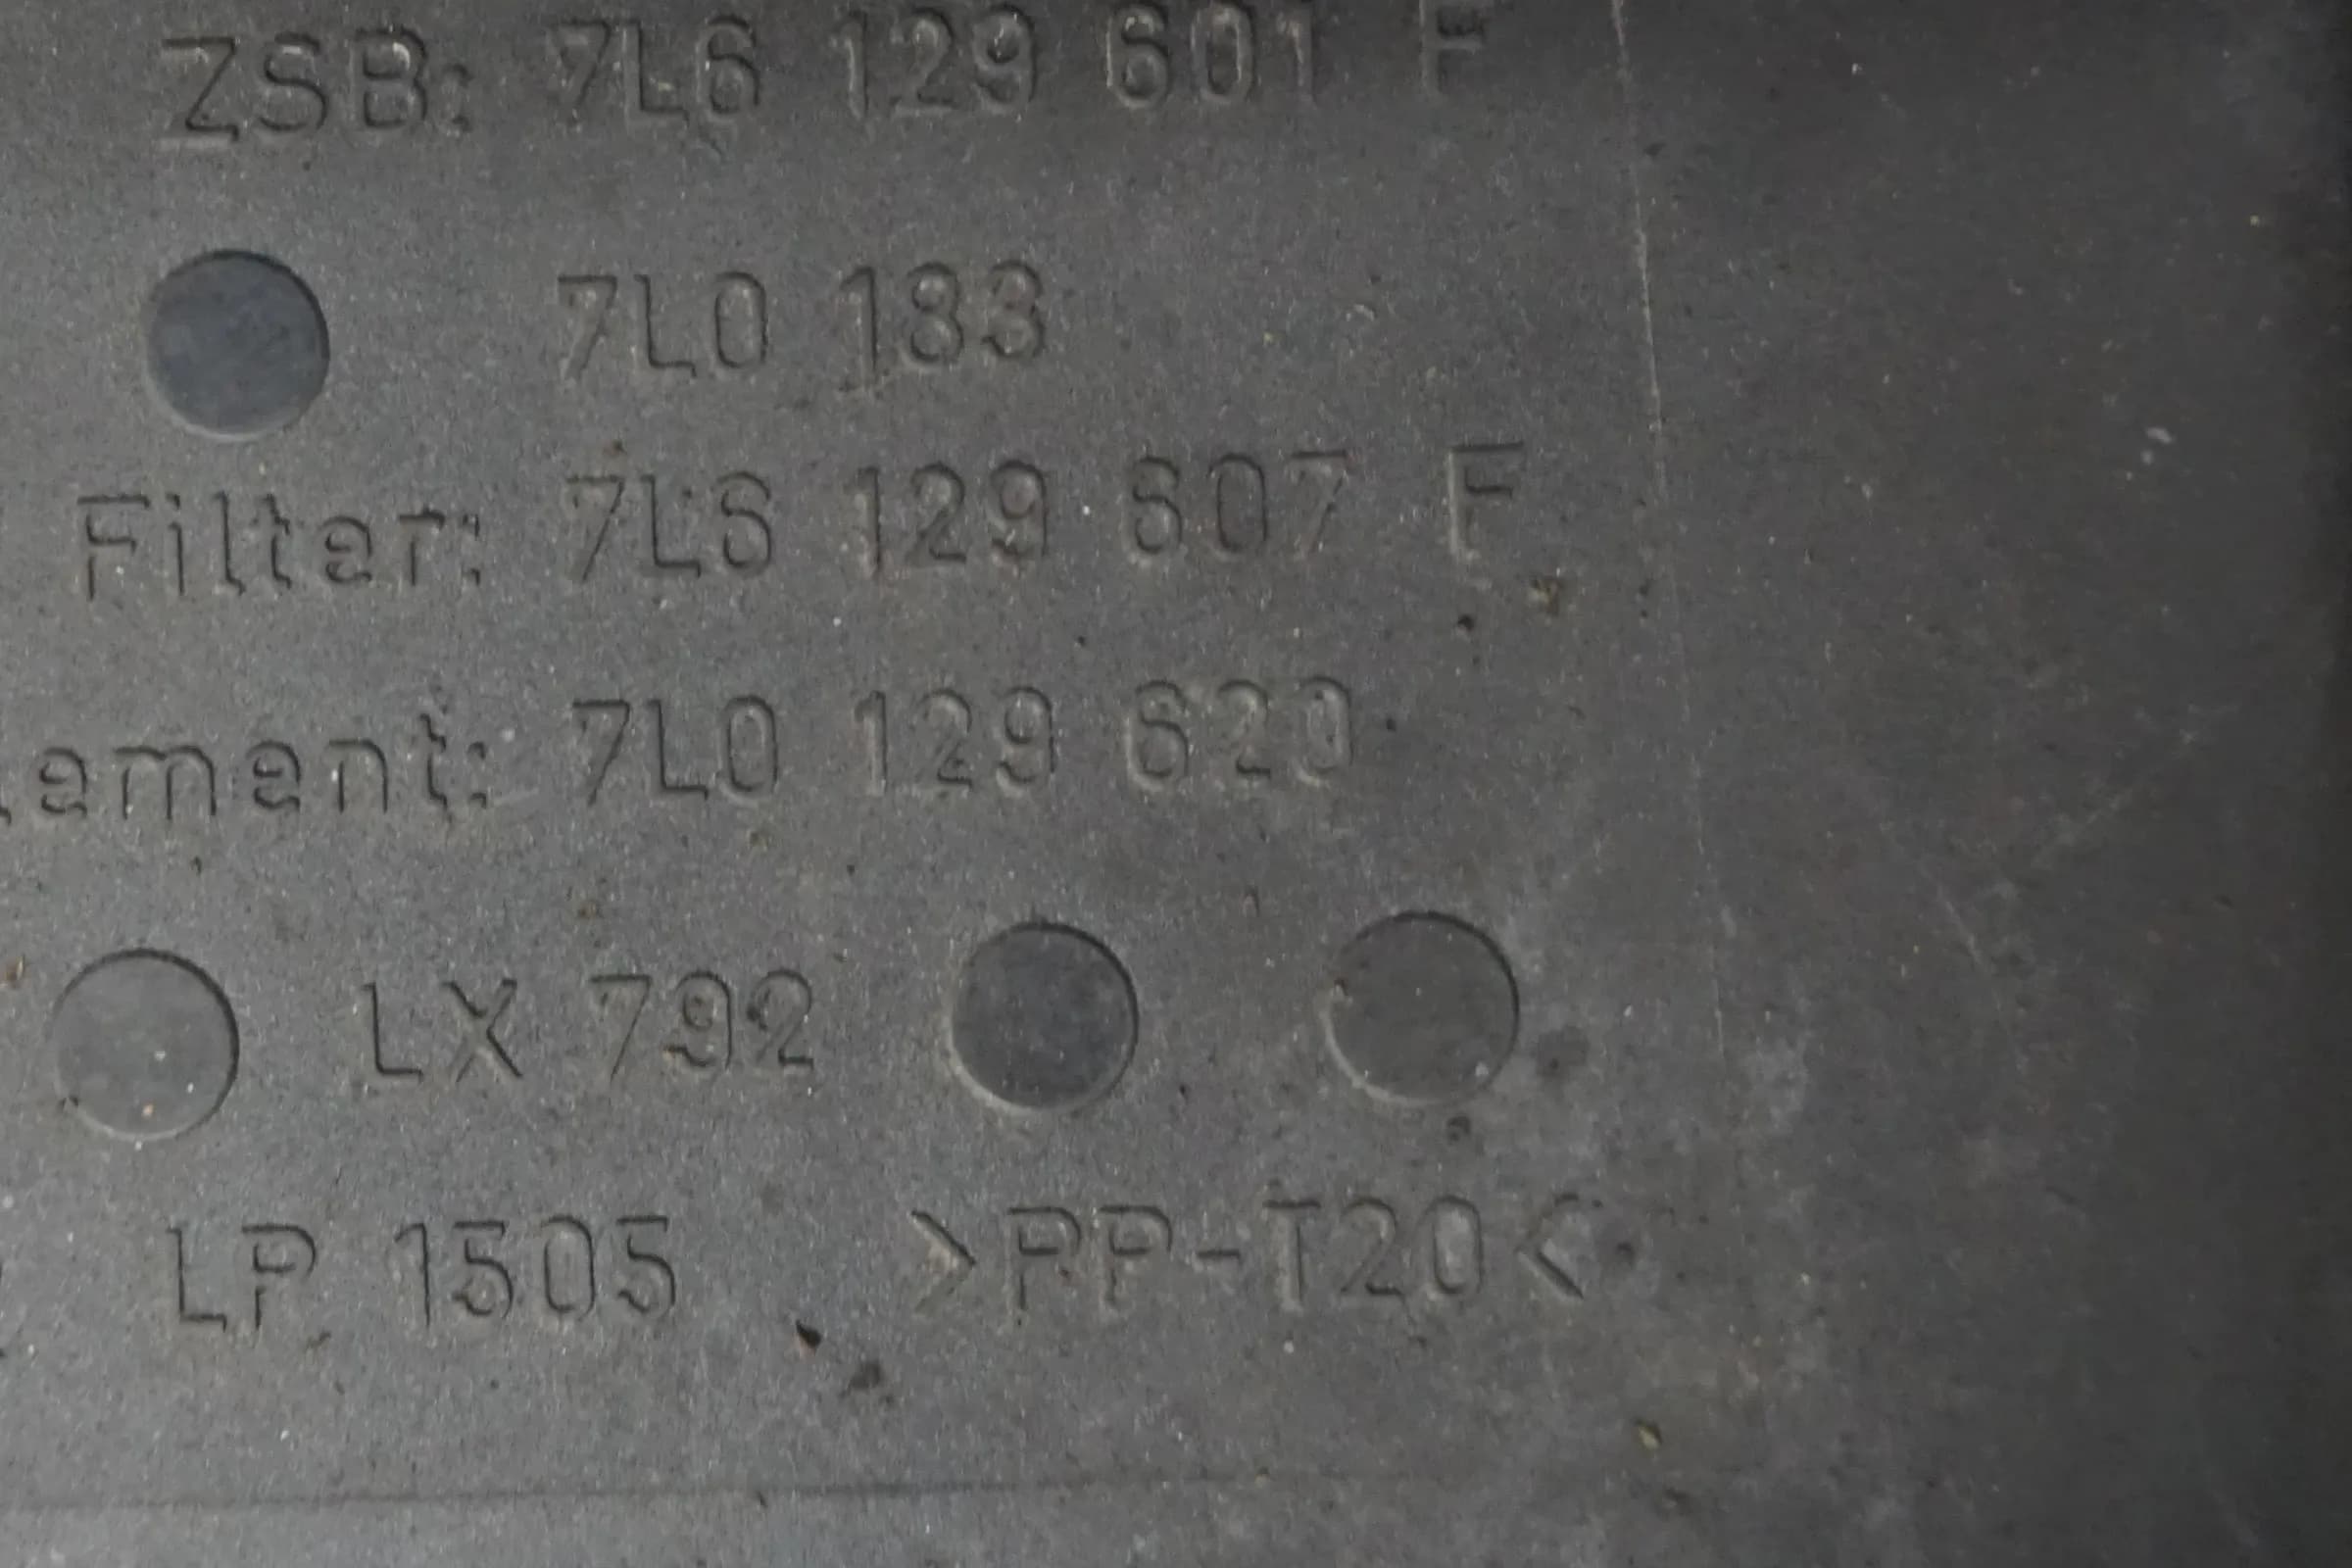 ZSB: 7L6 129 601 F
7L0 183
Filter: 7L6 129 607 F
lement: 7L0 129 620
LX 792
LP 1505 >PP-T20<